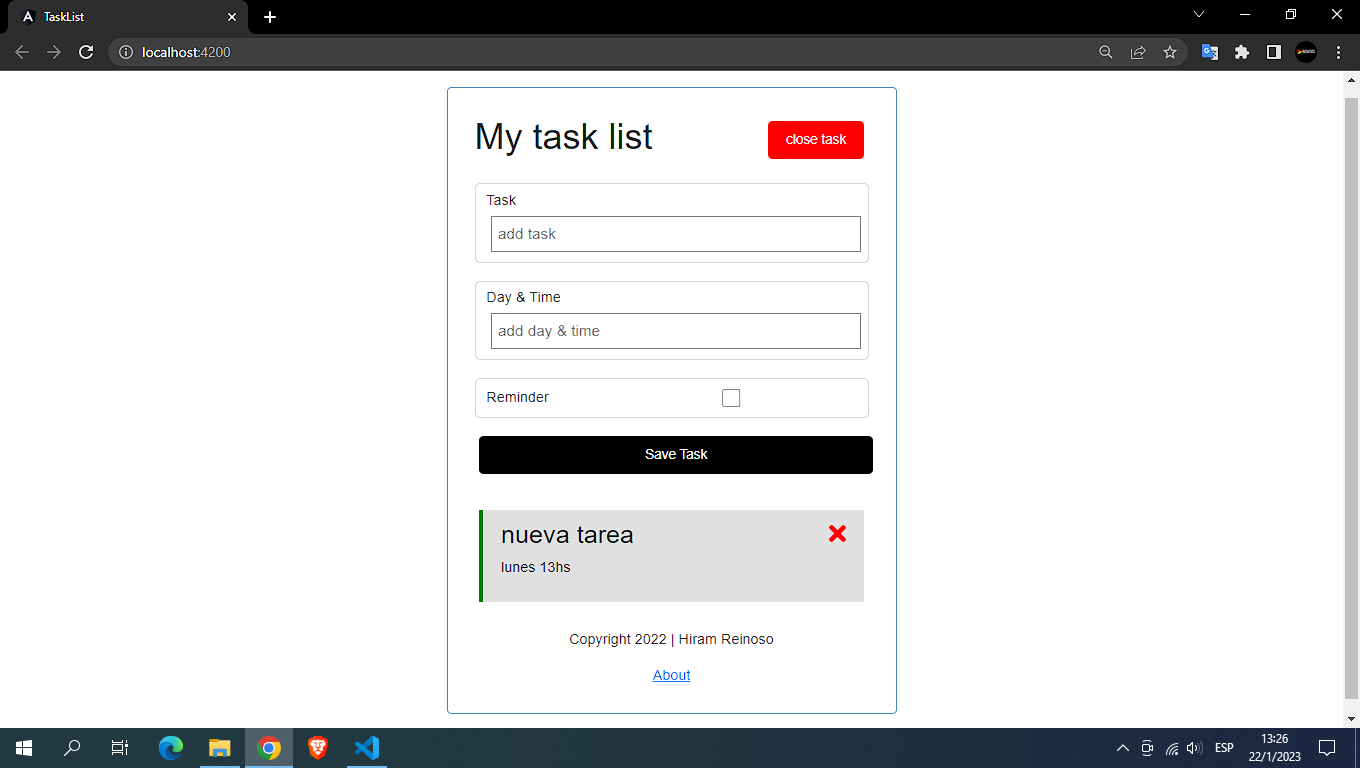 TaskList
localhost:4200
My task list
close task
Task
add task
Day & Time
add day & time
Reminder
Save Task
nueva tarea
lunes 13hs
Copyright 2022 | Hiram Reinoso
About
ESP
13:26
22/1/2023